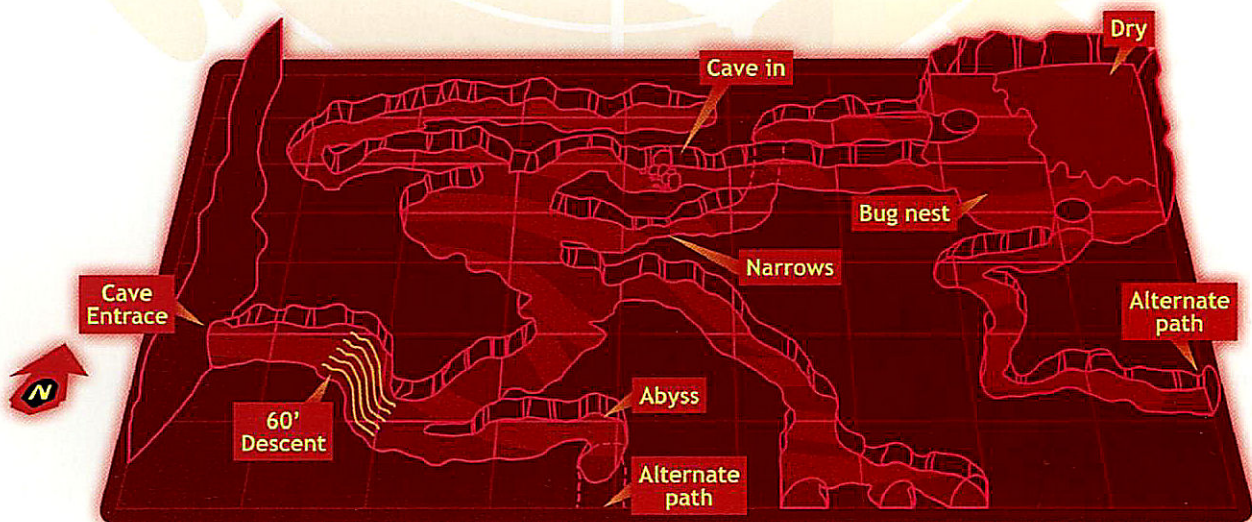 Dry
Cave in
Bug nest
Narrows
Cave
Entrace
Alternate
path
N
60'
Descent
Abyss
Alternate
path